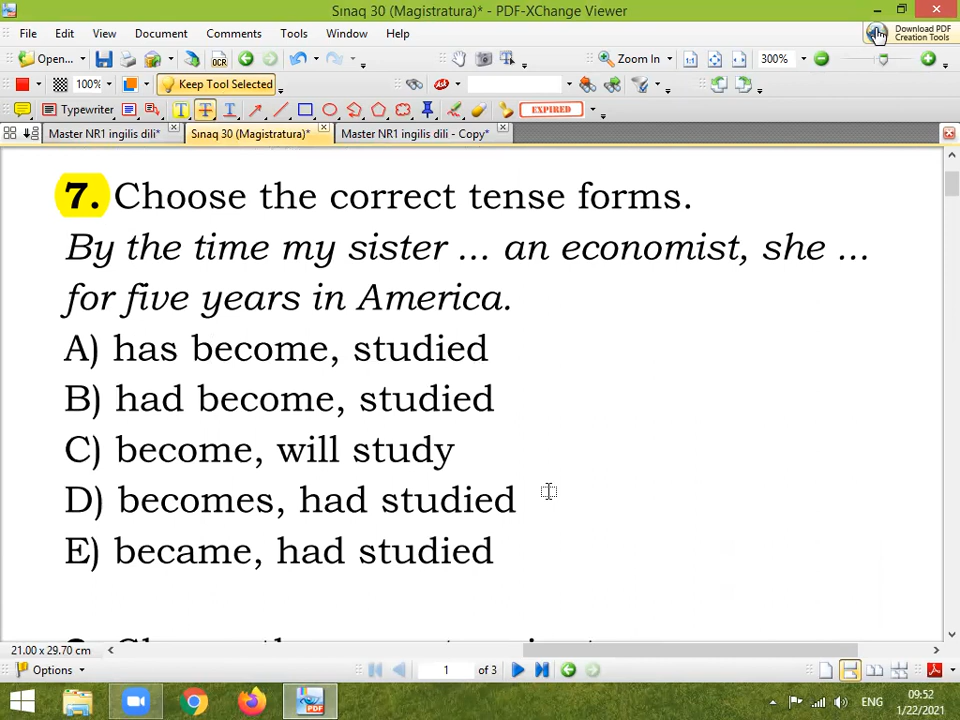 Sınaq 30 (Magistratura)* - PDF-XChange Viewer
File Edit View Document Comments Tools Window Help
Download PDF
Creation Tools
Open...
OCR
Zoom In
300%
100%
Keep Tool Selected
Typewriter
EXPIRED
Master NR1 ingilis dili*
Sınaq 30 (Magistratura)*
Master NR1 ingilis dili - Copy*
7. Choose the correct tense forms.
By the time my sister ... an economist, she ...
for five years in America.
A) has become, studied
B) had become, studied
C) become, will study
D) becomes, had studied
E) became, had studied
21.00 x 29.70 cm
Options
1 of 3
ENG
09:52
1/22/2021